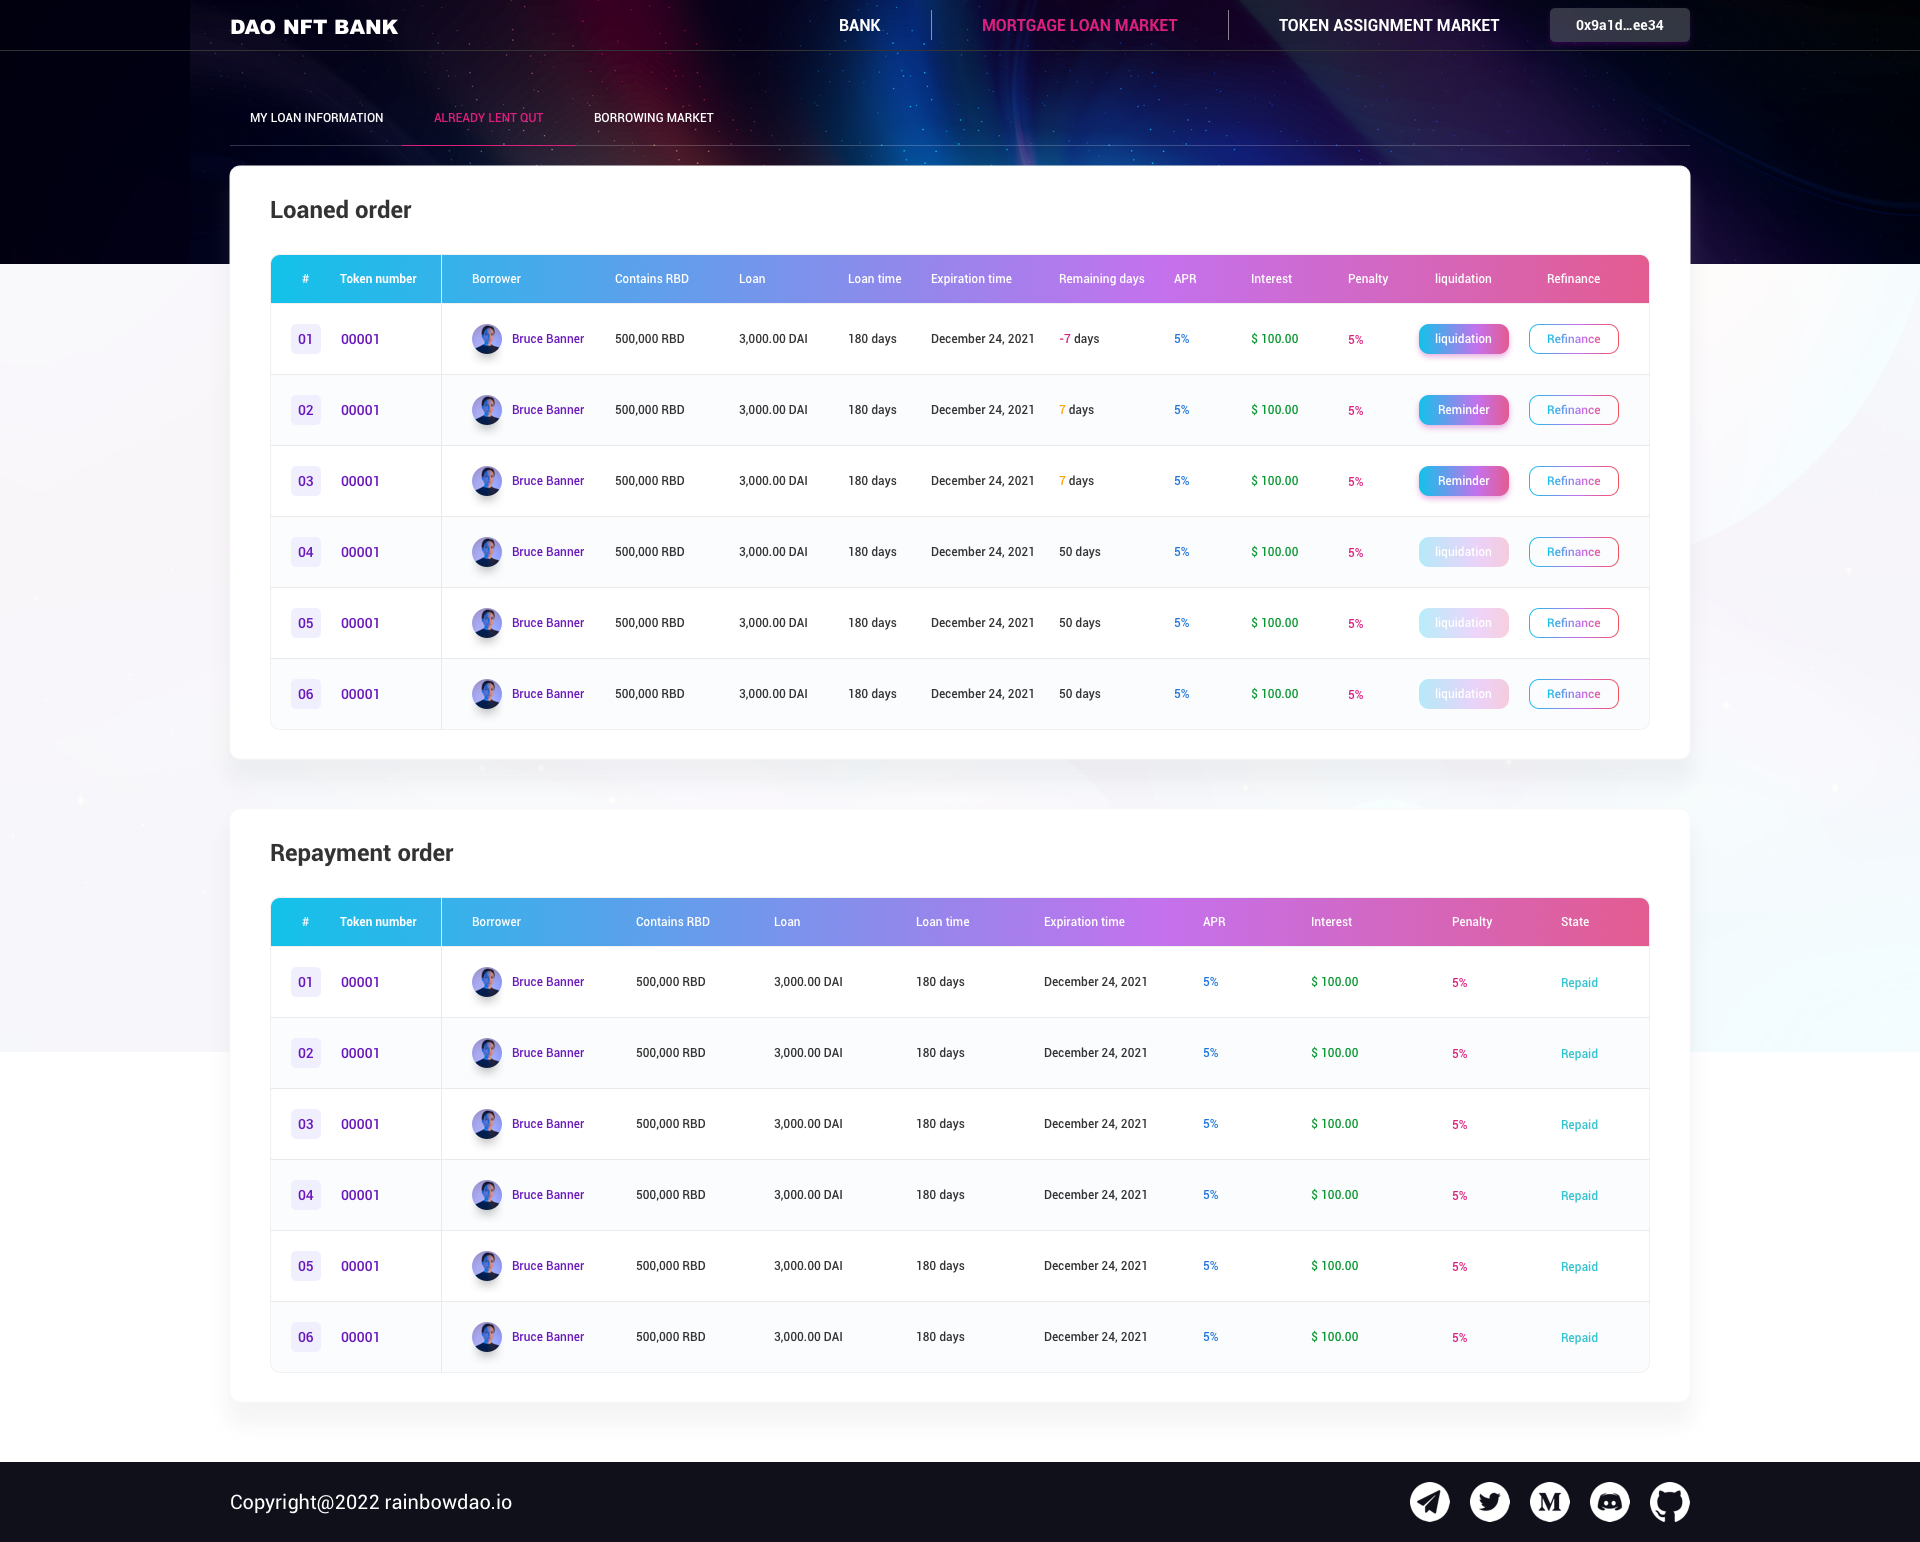 DAO NFT BANK BANK MORTGAGE LOAN MARKET TOKEN ASSIGNMENT MARKET 0x9a1d...ee34
MY LOAN INFORMATION ALREADY LENT OUT BORROWING MARKET
Loaned order
# Token number Borrower Contains RBD Loan Loan time Expiration time Remaining days APR Interest Penalty liquidation Refinance
01 00001 Bruce Banner 500,000 RBD 3,000.00 DAI 180 days December 24, 2021 -7 days 5% $ 100.00 5% liquidation Refinance
02 00001 Bruce Banner 500,000 RBD 3,000.00 DAI 180 days December 24, 2021 7 days 5% $ 100.00 5% Reminder Refinance
03 00001 Bruce Banner 500,000 RBD 3,000.00 DAI 180 days December 24, 2021 7 days 5% $ 100.00 5% Reminder Refinance
04 00001 Bruce Banner 500,000 RBD 3,000.00 DAI 180 days December 24, 2021 50 days 5% $ 100.00 5% liquidation Refinance
05 00001 Bruce Banner 500,000 RBD 3,000.00 DAI 180 days December 24, 2021 50 days 5% $ 100.00 5% liquidation Refinance
06 00001 Bruce Banner 500,000 RBD 3,000.00 DAI 180 days December 24, 2021 50 days 5% $ 100.00 5% liquidation Refinance
Repayment order
# Token number Borrower Contains RBD Loan Loan time Expiration time APR Interest Penalty State
01 00001 Bruce Banner 500,000 RBD 3,000.00 DAI 180 days December 24, 2021 5% $ 100.00 5% Repaid
02 00001 Bruce Banner 500,000 RBD 3,000.00 DAI 180 days December 24, 2021 5% $ 100.00 5% Repaid
03 00001 Bruce Banner 500,000 RBD 3,000.00 DAI 180 days December 24, 2021 5% $ 100.00 5% Repaid
04 00001 Bruce Banner 500,000 RBD 3,000.00 DAI 180 days December 24, 2021 5% $ 100.00 5% Repaid
05 00001 Bruce Banner 500,000 RBD 3,000.00 DAI 180 days December 24, 2021 5% $ 100.00 5% Repaid
06 00001 Bruce Banner 500,000 RBD 3,000.00 DAI 180 days December 24, 2021 5% $ 100.00 5% Repaid
Copyright@2022 rainbowdao.io M